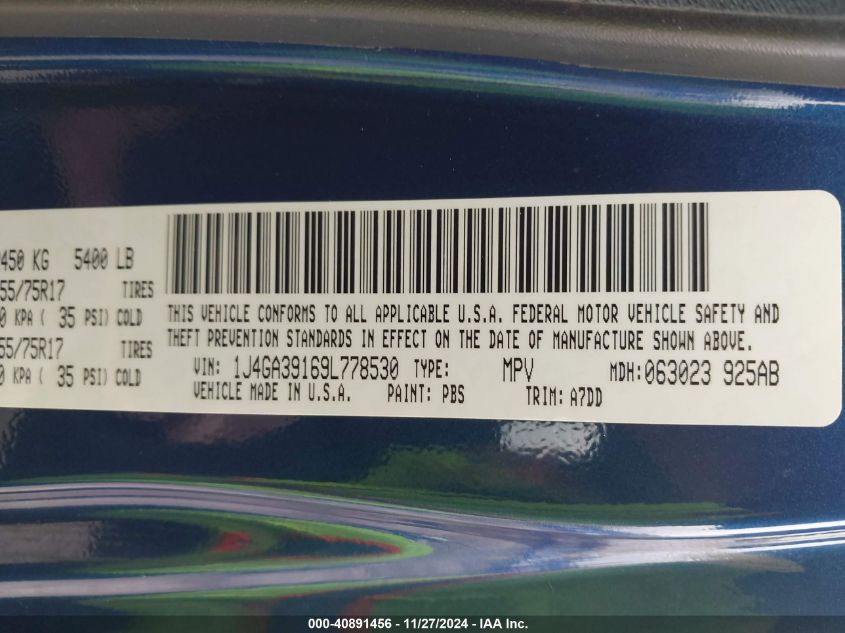 450 KG 5400 LB
55/75R17 TIRES
0 KPA ( 35 PSI) COLD
55/75R17 TIRES
0 KPA ( 35 PSI) COLD
THIS VEHICLE CONFORMS TO ALL APPLICABLE U.S.A. FEDERAL MOTOR VEHICLE SAFETY AND
THEFT PREVENTION STANDARDS IN EFFECT ON THE DATE OF MANUFACTURE SHOWN ABOVE.
VIN: 1J4GA39169L778530 TYPE: MPV MDH: 063023 925AB
VEHICLE MADE IN U.S.A. PAINT: PBS TRIM: A7DD
000-40891456 - 11/27/2024 - IAA Inc.